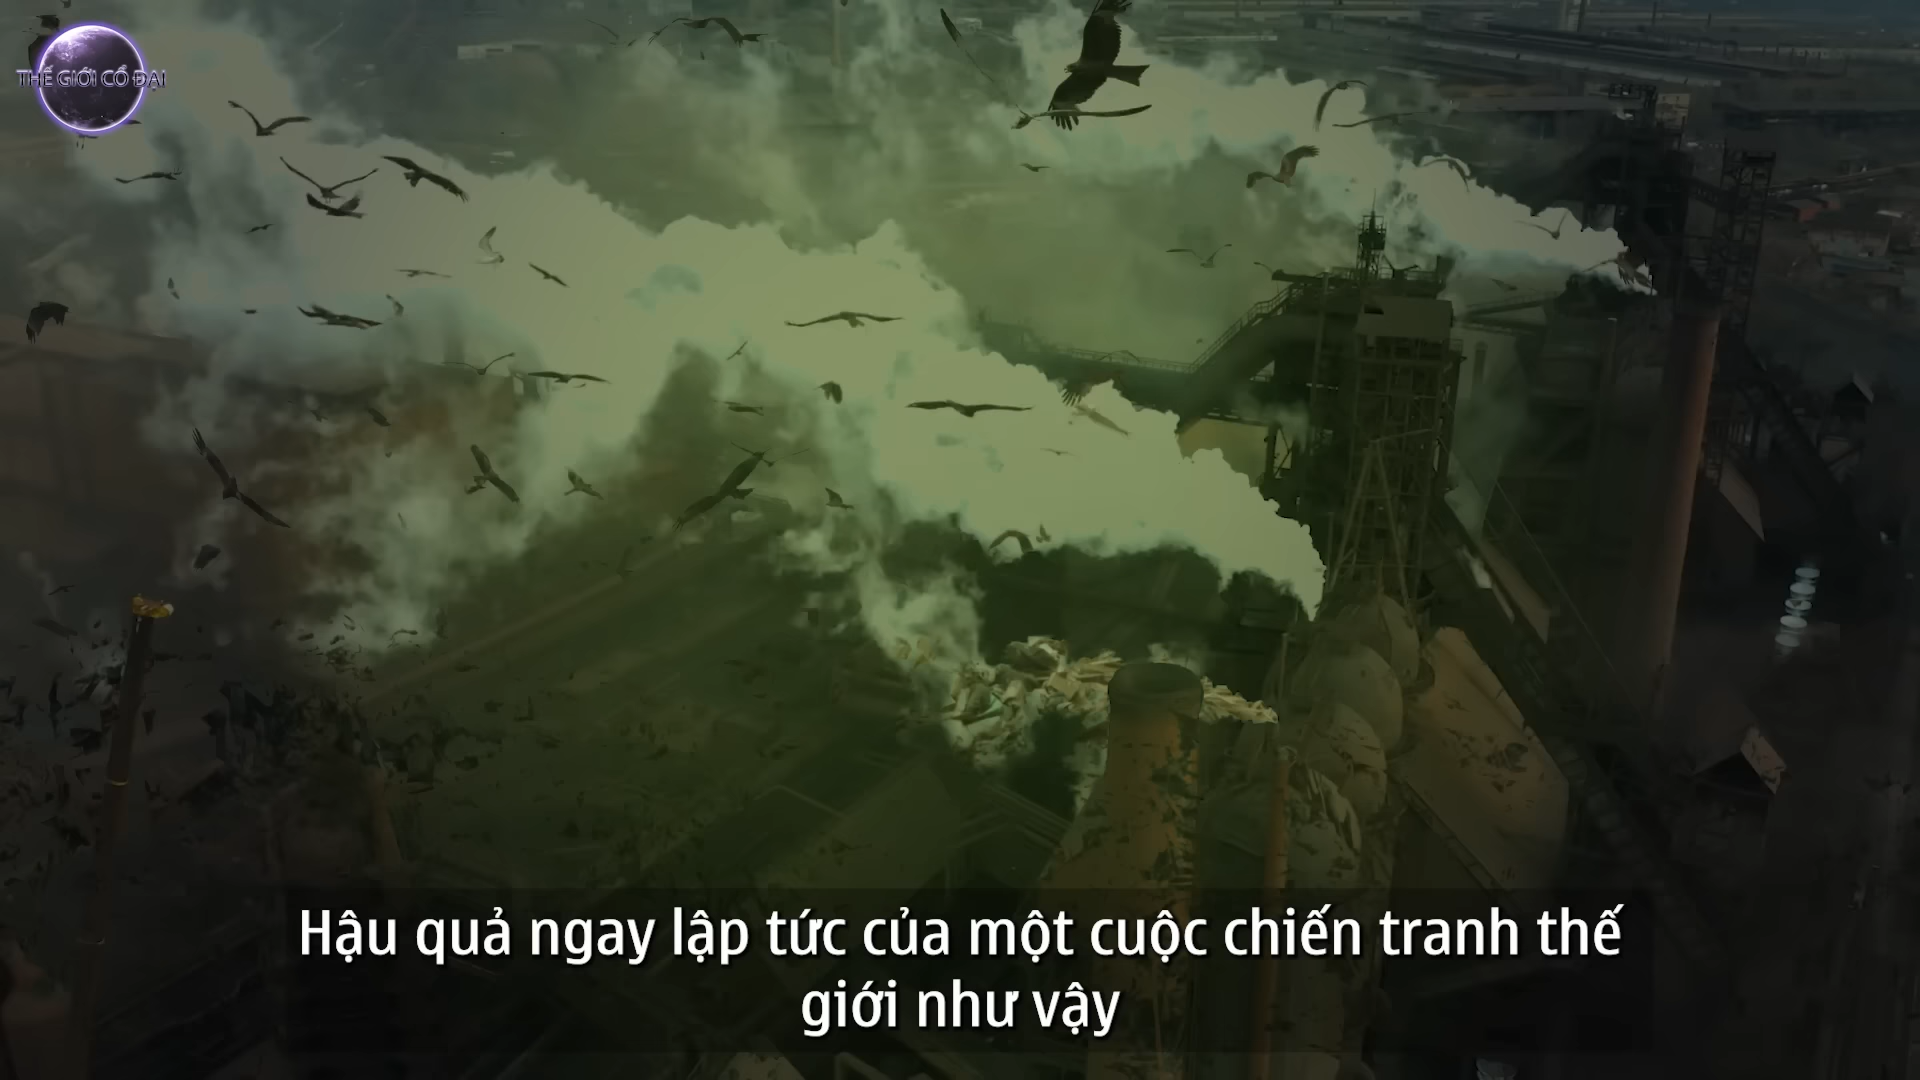 THẾ GIỚI CỔ ĐẠI
Hậu quả ngay lập tức của một cuộc chiến tranh thế
giới như vậy